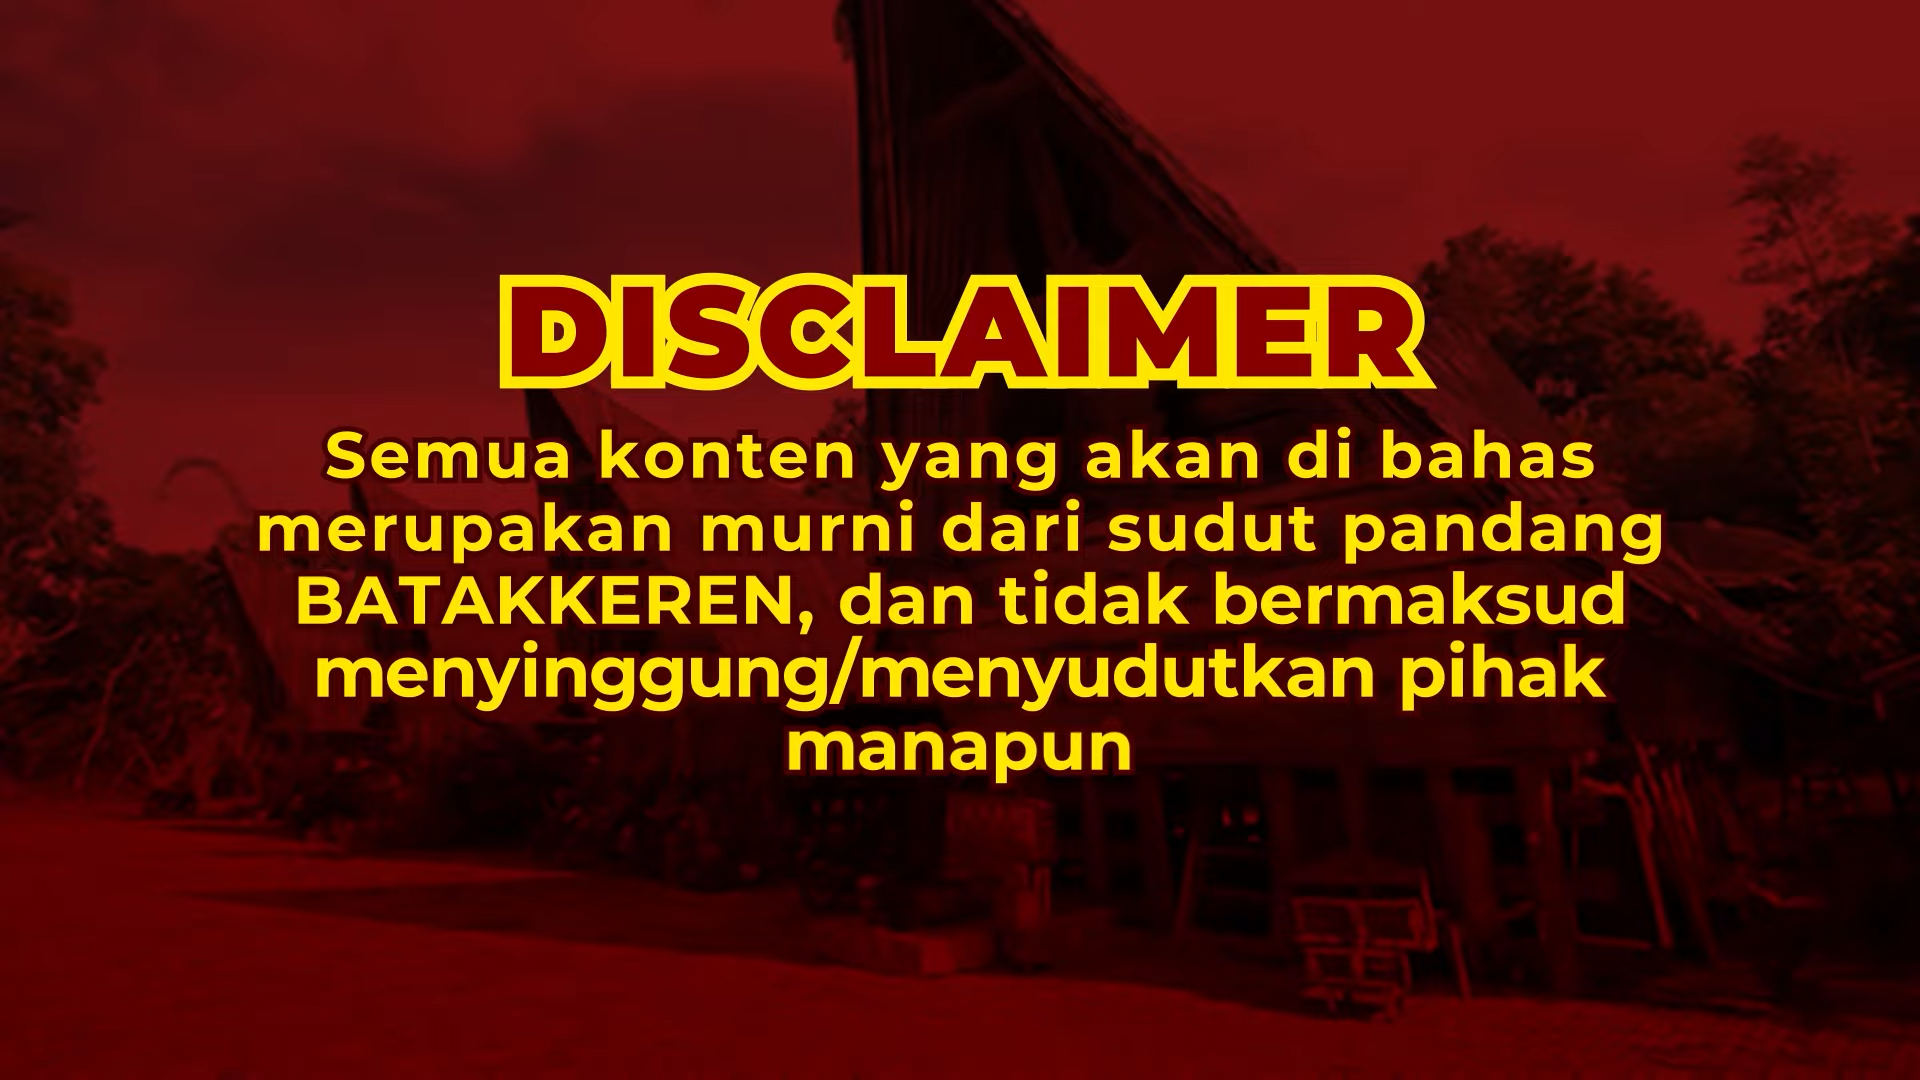 DISCLAIMER
Semua konten yang akan di bahas
merupakan murni dari sudut pandang
BATAKKEREN, dan tidak bermaksud
menyinggung/menyudutkan pihak
manapun